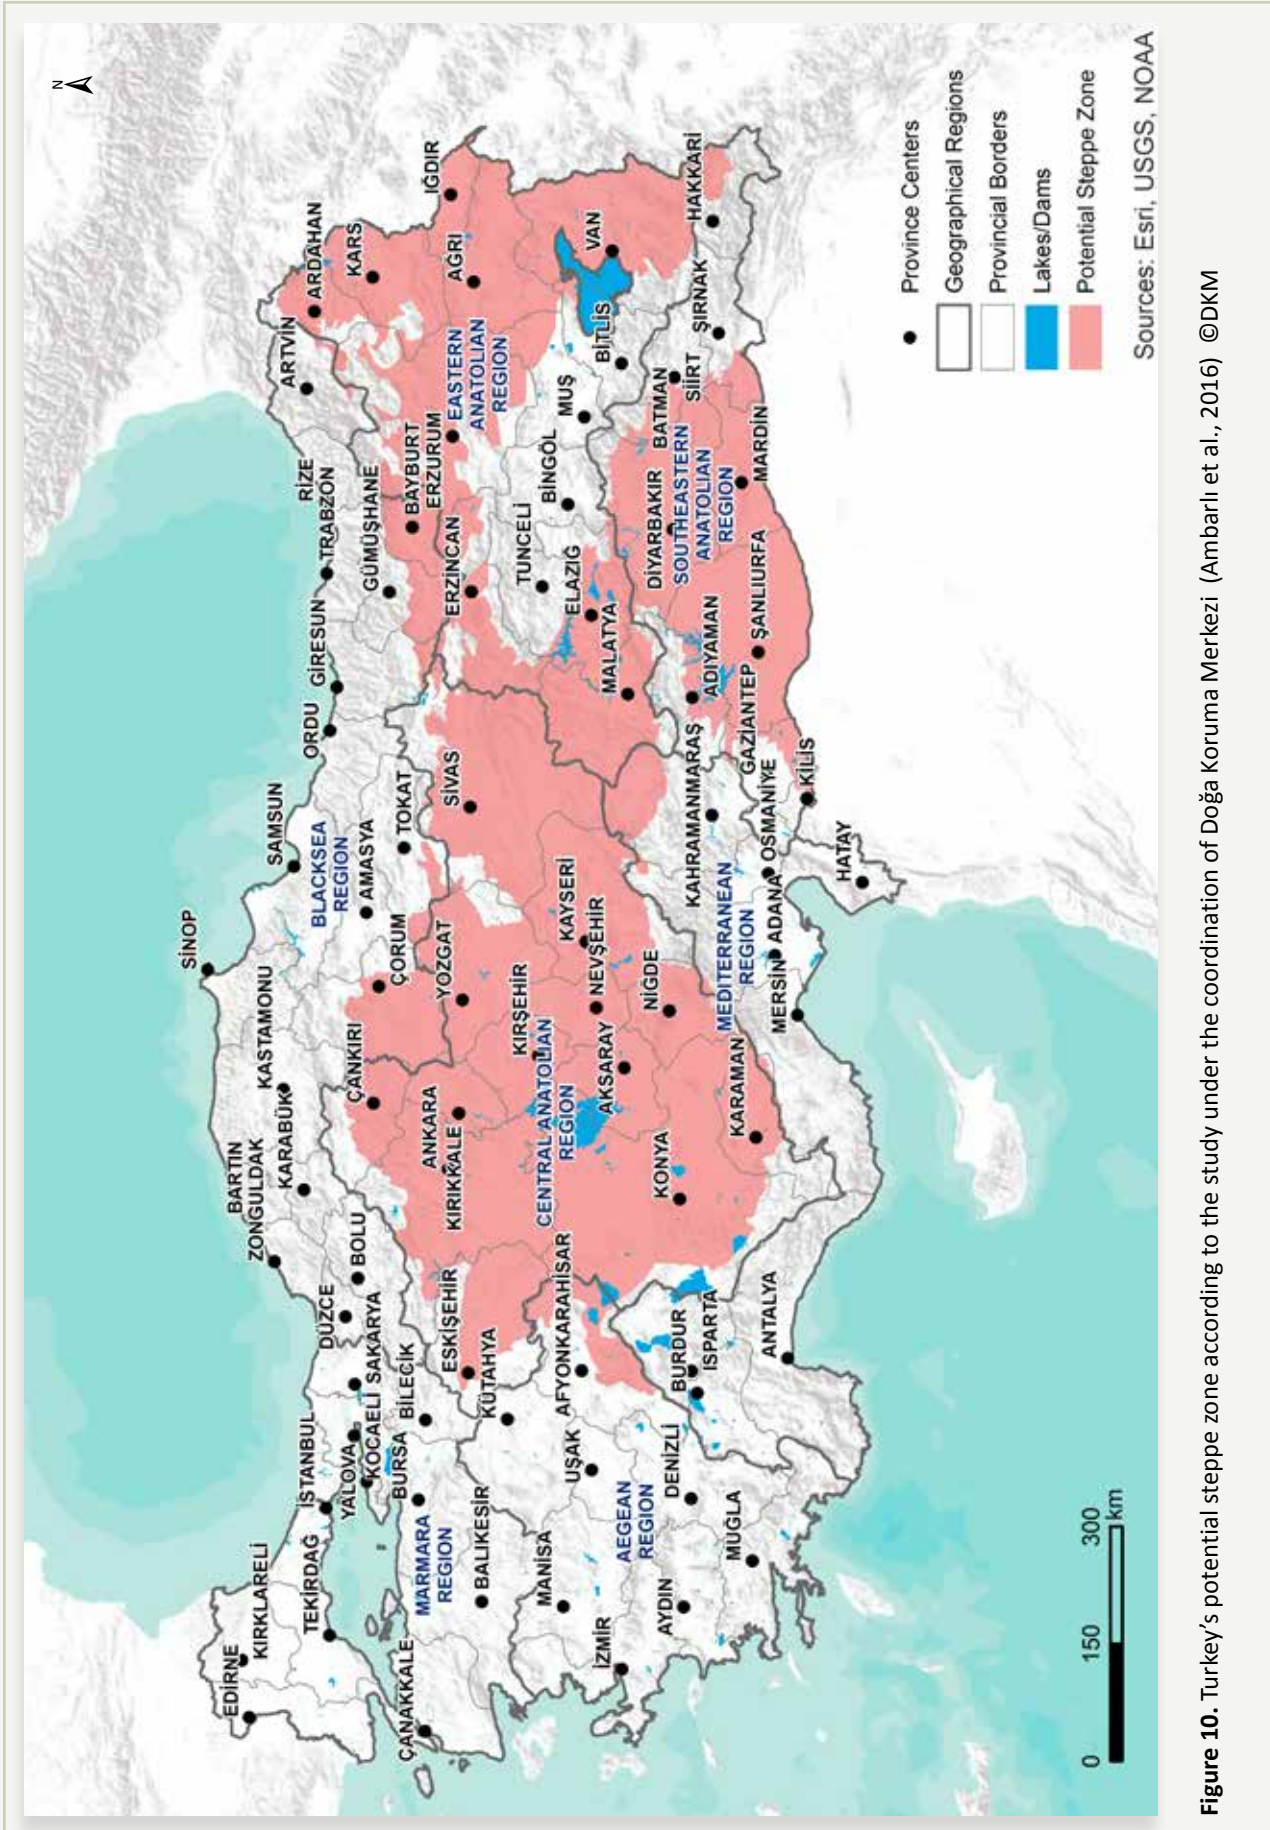 N
EDİRNE
KIRKLARELİ
TEKİRDAĞ
İSTANBUL
YALOVA
KOCAELİ
SAKARYA
DÜZCE
BOLU
ZONGULDAK
BARTIN
KARABÜK
KASTAMONU
SİNOP
SAMSUN
ORDU
GİRESUN
TRABZON
RİZE
ARTVİN
ARDAHAN
KARS
IĞDIR
AĞRI
ÇANAKKALE
MARMARA
REGION
BURSA
BİLECİK
BALIKESİR
KÜTAHYA
ESKİŞEHİR
ANKARA
KIRIKKALE
ÇANKIRI
ÇORUM
BLACKSEA
REGION
AMASYA
TOKAT
YOZGAT
SİVAS
GÜMÜŞHANE
BAYBURT
ERZİNCAN
ERZURUM
EASTERN
ANATOLIAN
REGION
MANİSA
İZMİR
UŞAK
AFYONKARAHİSAR
CENTRAL ANATOLIAN
REGION
KIRŞEHİR
AKSARAY
NEVŞEHİR
KAYSERİ
NİĞDE
KONYA
KARAMAN
TUNCELİ
BİNGÖL
MUŞ
BİTLİS
VAN
ELAZIĞ
MALATYA
AEGEAN
REGION
AYDIN
DENİZLİ
MUĞLA
BURDUR
ISPARTA
ANTALYA
MEDITERRANEAN
REGION
MERSİN
ADANA
OSMANİYE
HATAY
KAHRAMANMARAŞ
GAZİANTEP
KİLİS
ADIYAMAN
ŞANLIURFA
DİYARBAKIR
SOUTHEASTERN
ANATOLIAN
REGION
MARDİN
BATMAN
SİİRT
ŞIRNAK
HAKKARİ
Province Centers
Geographical Regions
Provincial Borders
Lakes/Dams
Potential Steppe Zone
Sources: Esri, USGS, NOAA
0 150 300
km
Figure 10. Turkey's potential steppe zone according to the study under the coordination of Doğa Koruma Merkezi (Ambarlı et al., 2016) ©DKM